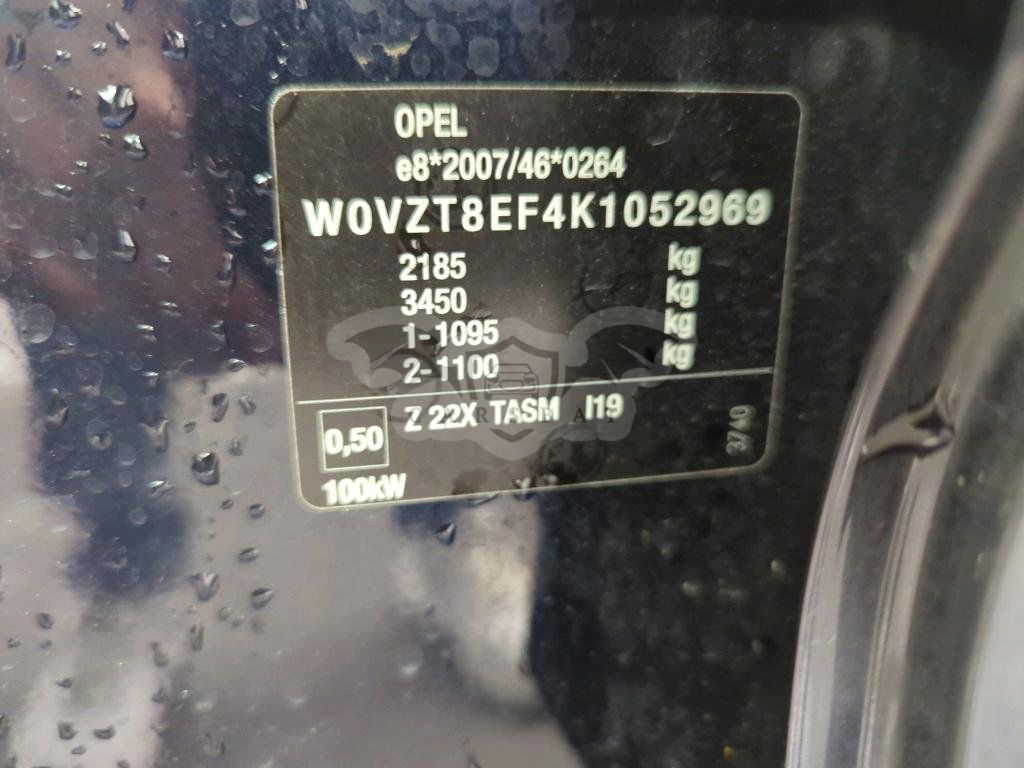 OPEL
e8*2007/46*0264
W0VZT8EF4K1052969
2185 kg
3450 kg
1-1095 kg
2-1100 kg
0,50 Z 22X TASM I19
100kW